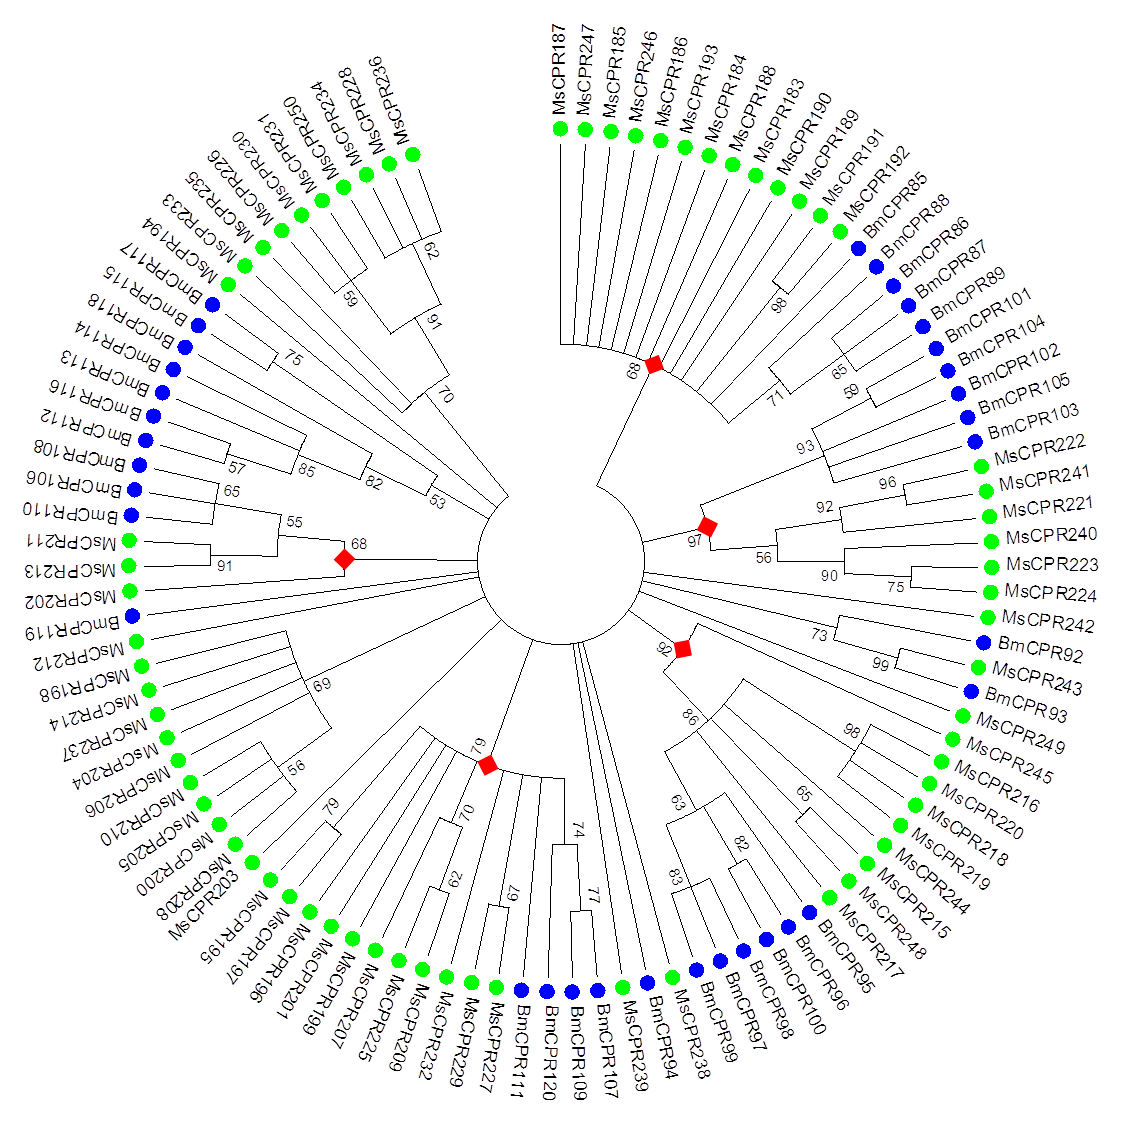 MsCPR187
MsCPR247
MsCPR185
MsCPR246
MsCPR186
MsCPR193
MsCPR184
MsCPR188
MsCPR183
MsCPR190
MsCPR189
MsCPR191
MsCPR192
BmCPR85
BmCPR88
BmCPR86
BmCPR87
BmCPR89
BmCPR101
BmCPR104
BmCPR102
BmCPR105
BmCPR103
MsCPR222
MsCPR241
MsCPR221
MsCPR240
MsCPR223
MsCPR224
MsCPR242
BmCPR92
MsCPR243
BmCPR93
MsCPR249
MsCPR245
MsCPR216
MsCPR220
MsCPR218
MsCPR219
MsCPR244
MsCPR215
MsCPR248
MsCPR217
BmCPR95
BmCPR96
BmCPR100
BmCPR98
BmCPR97
BmCPR99
MsCPR238
BmCPR94
MsCPR239
BmCPR107
BmCPR109
BmCPR120
BmCPR111
MsCPR227
MsCPR229
MsCPR232
MsCPR209
MsCPR225
MsCPR207
MsCPR199
MsCPR201
MsCPR196
MsCPR197
MsCPR195
MsCPR203
MsCPR208
MsCPR200
MsCPR205
MsCPR210
MsCPR206
MsCPR204
MsCPR237
MsCPR214
MsCPR198
MsCPR212
BmCPR119
MsCPR202
MsCPR213
MsCPR211
BmCPR110
BmCPR106
BmCPR108
BmCPR112
BmCPR116
BmCPR113
BmCPR114
BmCPR118
BmCPR115
BmCPR117
MsCPR194
MsCPR233
MsCPR235
MsCPR226
MsCPR230
MsCPR231
MsCPR250
MsCPR234
MsCPR228
MsCPR236
68
98
71
65
59
93
97
96
92
56
90
75
73
99
92
86
98
65
63
82
83
77
74
67
62
70
79
79
56
69
68
91
55
65
57
85
82
53
75
59
62
91
70